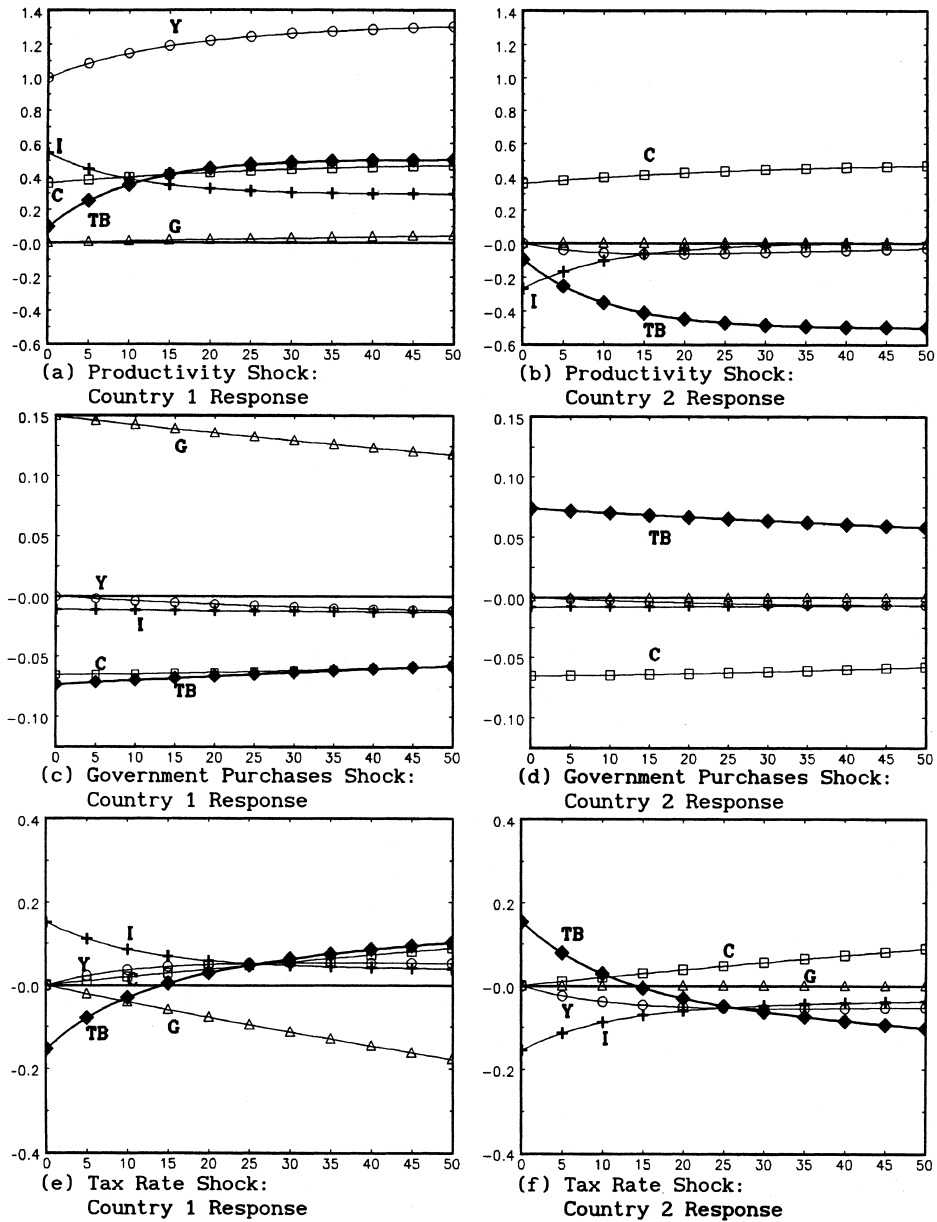 1.4
1.2
1.0
0.8
0.6
0.4
0.2
-0.0
-0.2
-0.4
-0.6
Y
I
C
TB
G
0 5 10 15 20 25 30 35 40 45 50
(a) Productivity Shock:
Country 1 Response
1.4
1.2
1.0
0.8
0.6
0.4
0.2
-0.0
-0.2
-0.4
-0.6
C
I
TB
0 5 10 15 20 25 30 35 40 45 50
(b) Productivity Shock:
Country 2 Response
0.15
0.10
0.05
-0.00
-0.05
-0.10
G
Y
I
C
TB
0 5 10 15 20 25 30 35 40 45 50
(c) Government Purchases Shock:
Country 1 Response
0.15
0.10
0.05
-0.00
-0.05
-0.10
TB
C
0 5 10 15 20 25 30 35 40 45 50
(d) Government Purchases Shock:
Country 2 Response
0.4
0.2
-0.0
-0.2
-0.4
I
Y
C
TB
G
0 5 10 15 20 25 30 35 40 45 50
(e) Tax Rate Shock:
Country 1 Response
0.4
0.2
-0.0
-0.2
-0.4
TB
C
G
Y
I
0 5 10 15 20 25 30 35 40 45 50
(f) Tax Rate Shock:
Country 2 Response